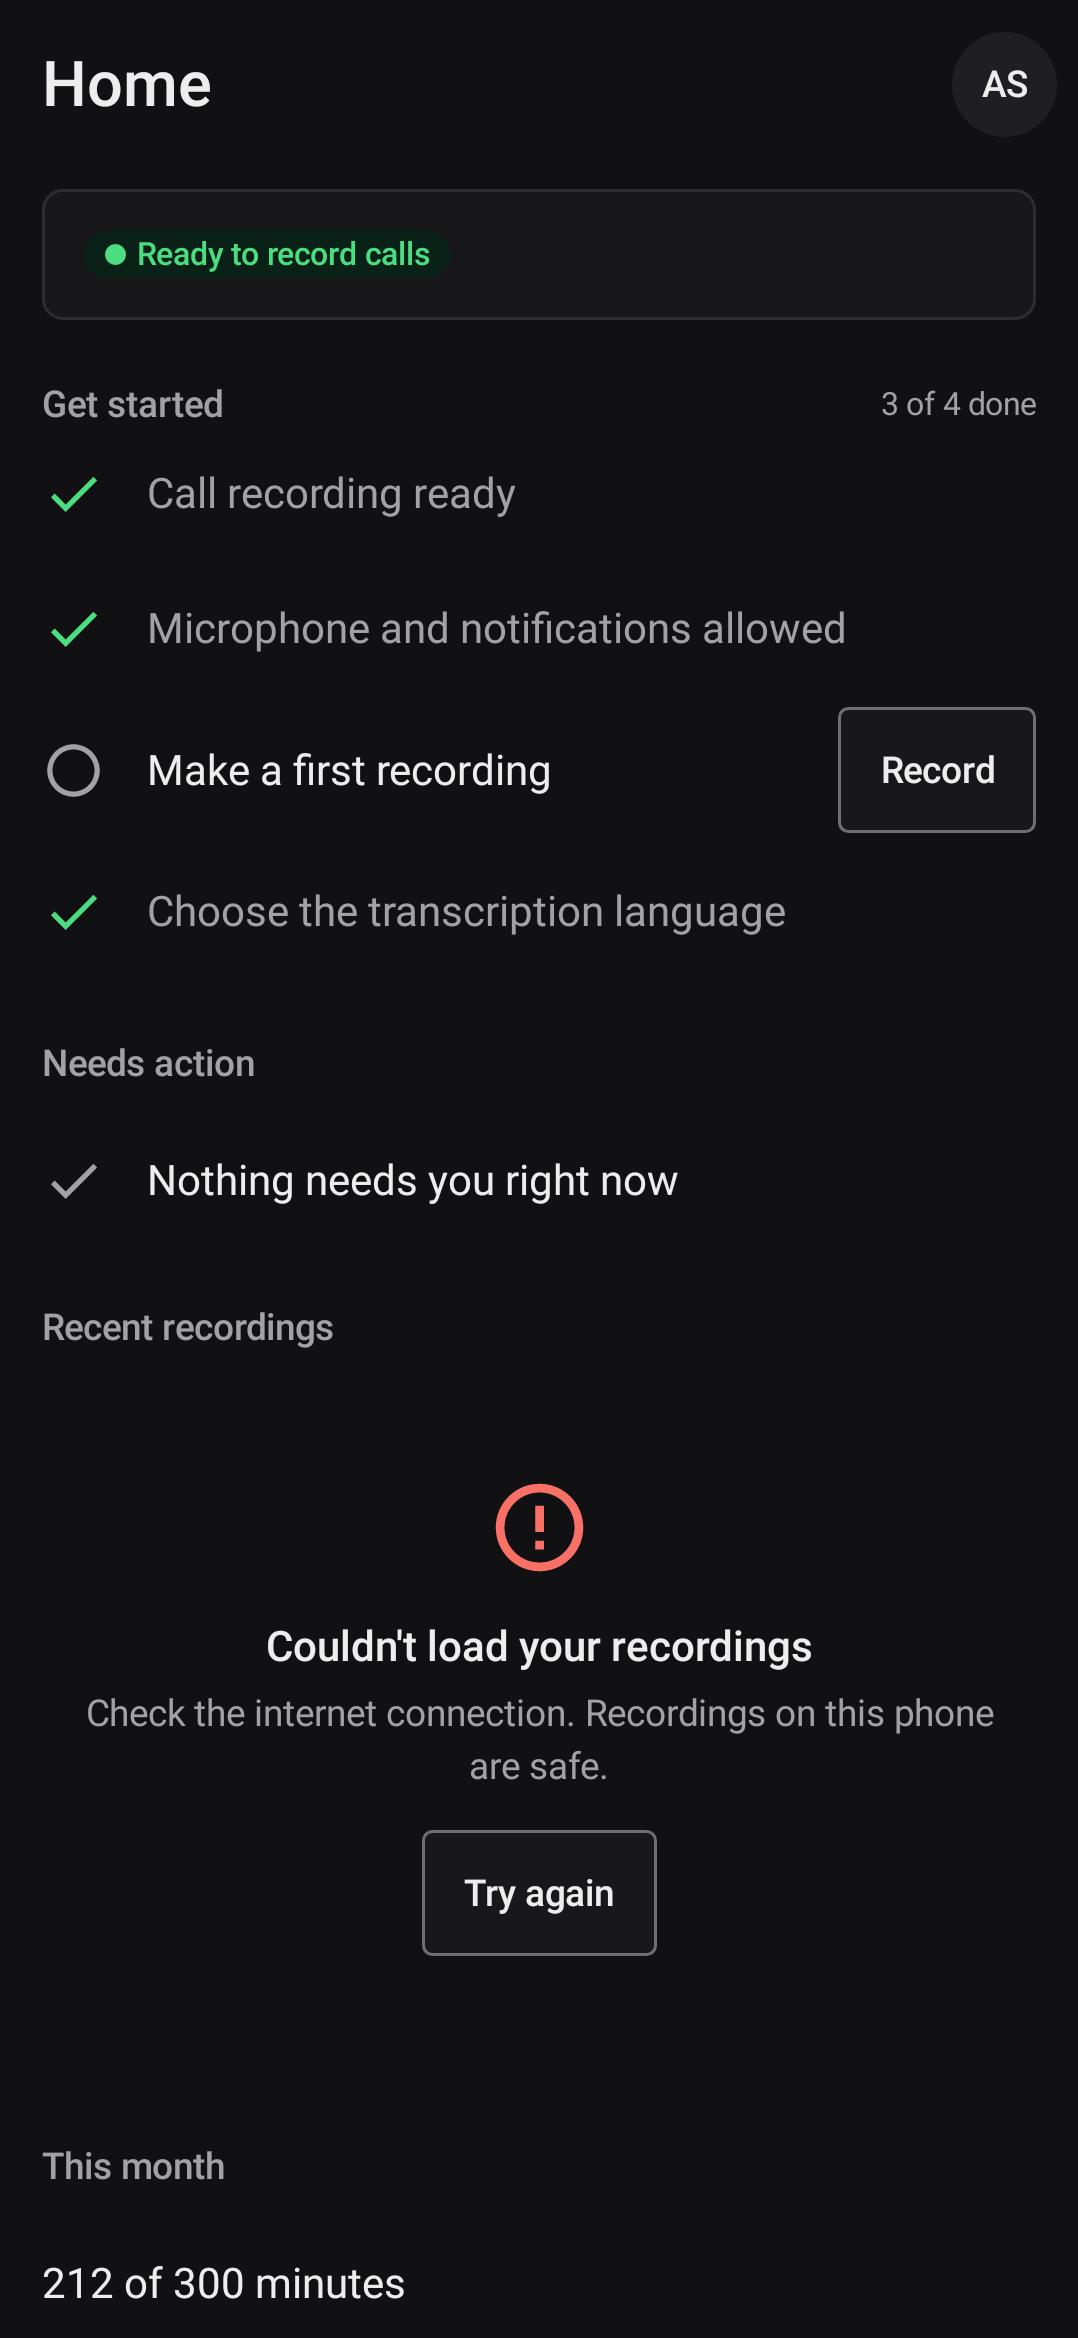 Home
AS
Ready to record calls
Get started
3 of 4 done
Call recording ready
Microphone and notifications allowed
Make a first recording
Record
Choose the transcription language
Needs action
Nothing needs you right now
Recent recordings
Couldn't load your recordings
Check the internet connection. Recordings on this phone
are safe.
Try again
This month
212 of 300 minutes